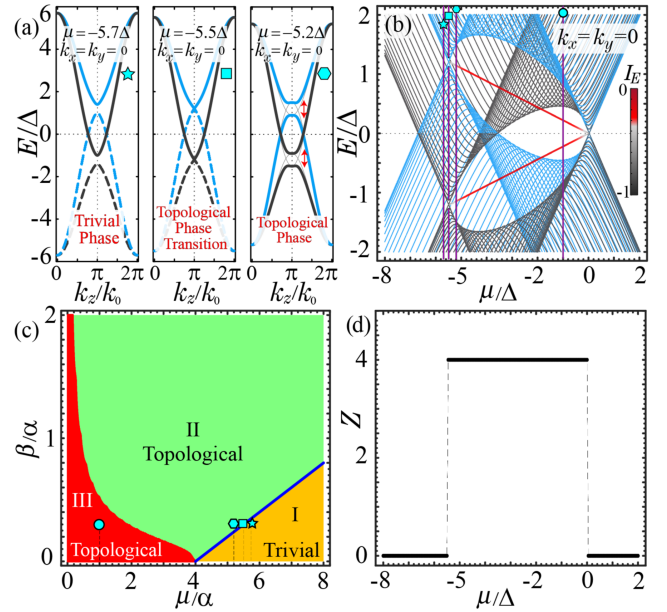 (a)
μ=−5.7Δ
k_x=k_y=0
μ=−5.5Δ
k_x=k_y=0
μ=−5.2Δ
k_x=k_y=0
E/Δ
6
4
2
0
-2
-4
-6
Trivial
Phase
Topological
Phase
Transition
Topological
Phase
0 π 2π
0 π 2π
0 π 2π
k_z/k_0
k_z/k_0
k_z/k_0
(b)
k_x=k_y=0
I_E
0
-1
E/Δ
2
1
0
-1
-2
-8 -5 -2 0 2
μ/Δ
(c)
β/α
2
1
0
II
Topological
III
Topological
I
Trivial
0 2 4 6 8
μ/α
(d)
Z
4
2
0
-8 -5 -2 0 2
μ/Δ